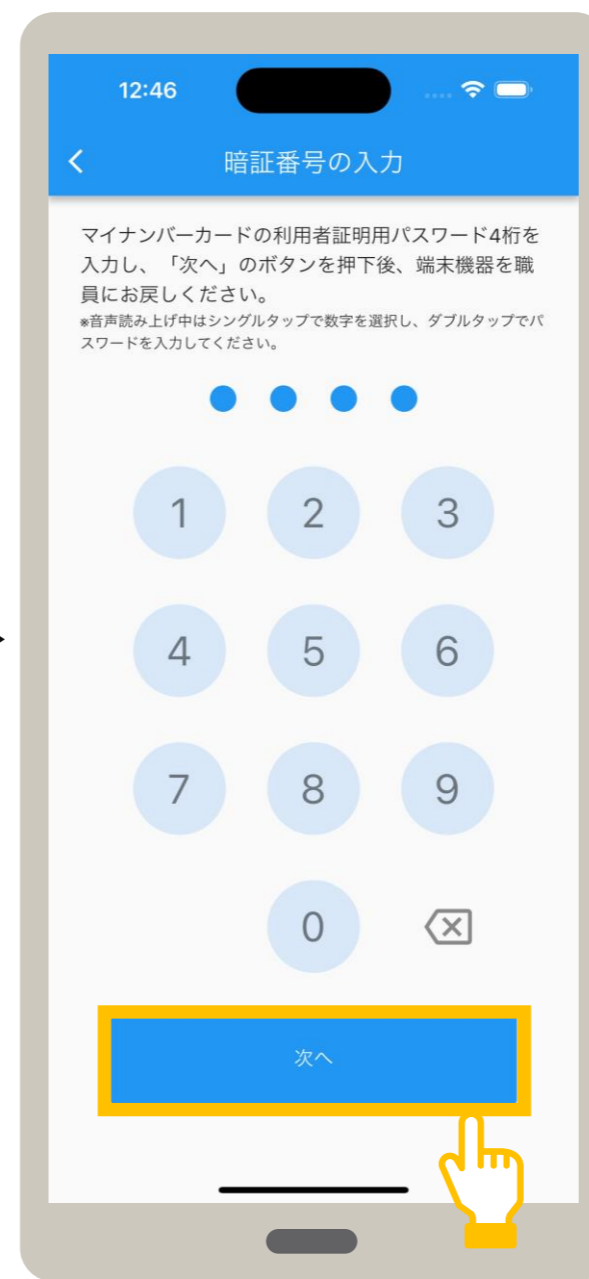 12:46
暗証番号の入力
マイナンバーカードの利用者証明用パスワード4桁を
入力し、「次へ」のボタンを押下後、端末機器を職
員にお戻しください。
※音声読み上げ中はシングルタップで数字を選択し、ダブルタップでパ
スワードを入力してください。
1 2 3
4 5 6
7 8 9
0
次へ